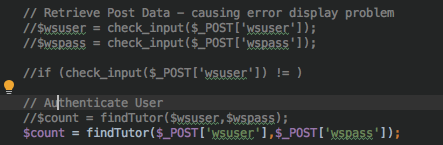 // Retrieve Post Data - causing error display problem
//$wsuser = check_input($_POST['wsuser']);
//$wspass = check_input($_POST['wspass']);
//if (check_input($_POST['wsuser']) != )
// Authenticate User
//$count = findTutor($wsuser,$wspass);
$count = findTutor($_POST['wsuser'],$_POST['wspass']);